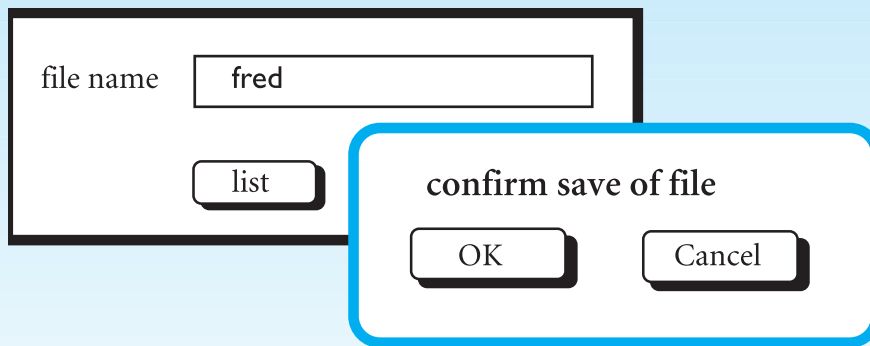 file name
fred
list
confirm save of file
OK
Cancel